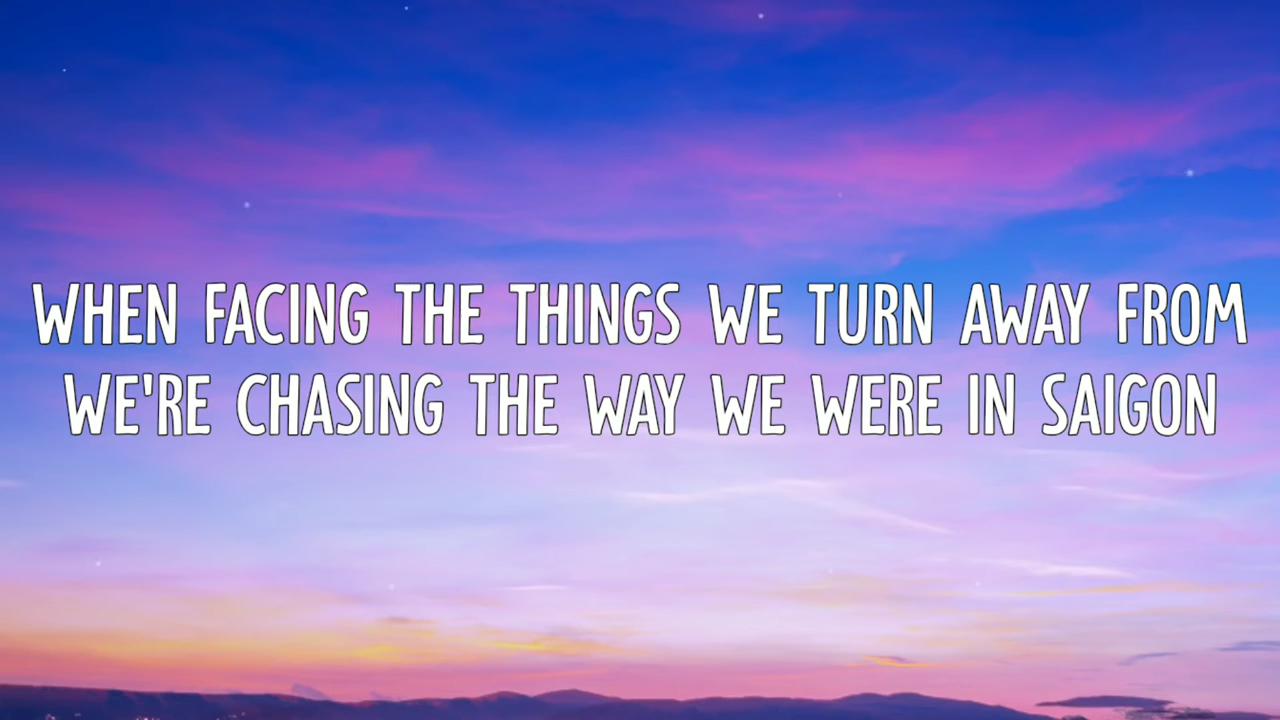 WHEN FACING THE THINGS WE TURN AWAY FROM
WE'RE CHASING THE WAY WE WERE IN SAIGON